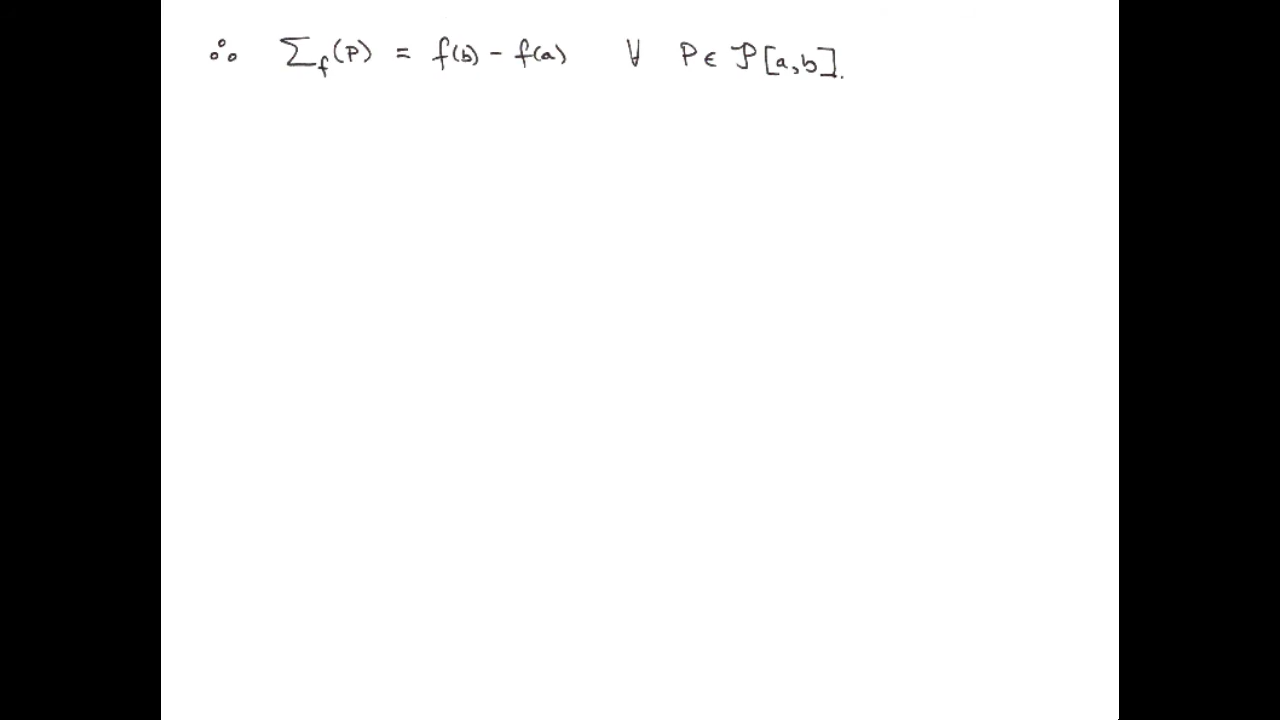 ∴ Σ_f(P) = f(b) - f(a) ∀ P ∈ 𝒫[a,b].